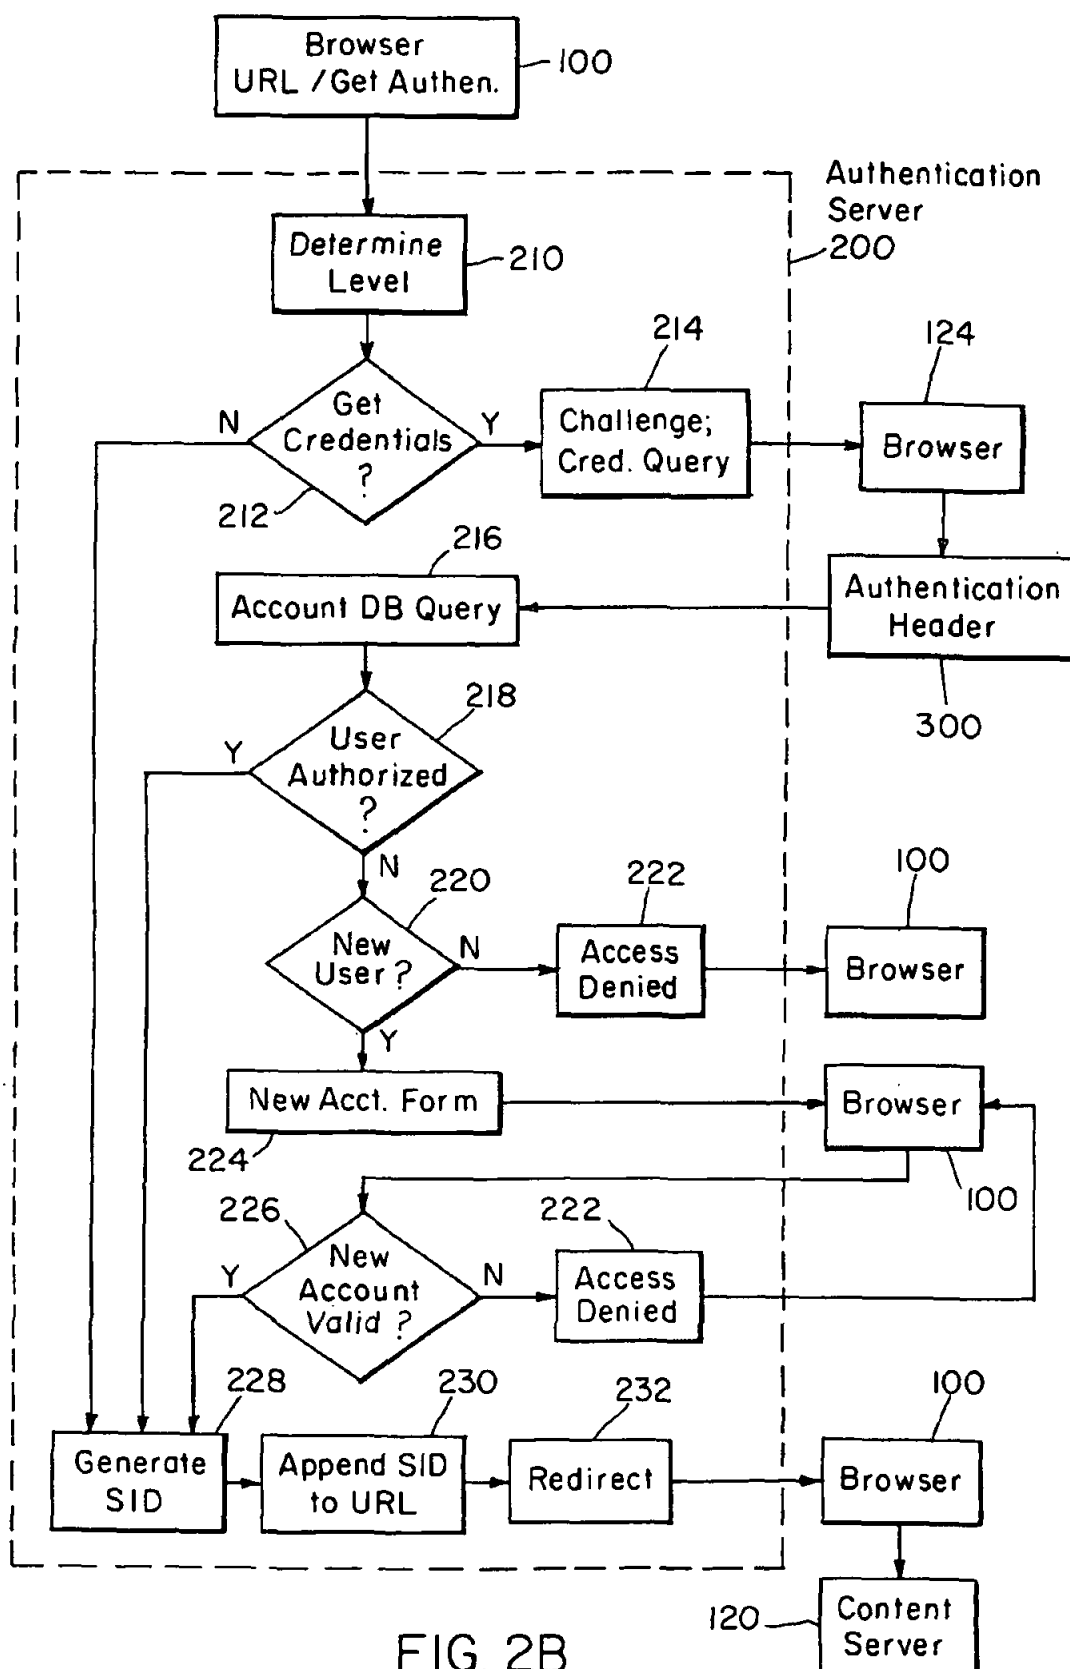 Browser
URL / Get Authen.
100
Authentication
Server
200
Determine
Level
210
214
124
N
Get
Credentials
?
Y
Challenge;
Cred. Query
Browser
212
216
Account DB Query
Authentication
Header
300
218
Y
User
Authorized
?
N
220
222
100
New
User ?
N
Access
Denied
Browser
Y
New Acct. Form
Browser
224
100
226
222
Y
New
Account
Valid ?
N
Access
Denied
228
230
232
100
Generate
SID
Append SID
to URL
Redirect
Browser
120
Content
Server
FIG 2B